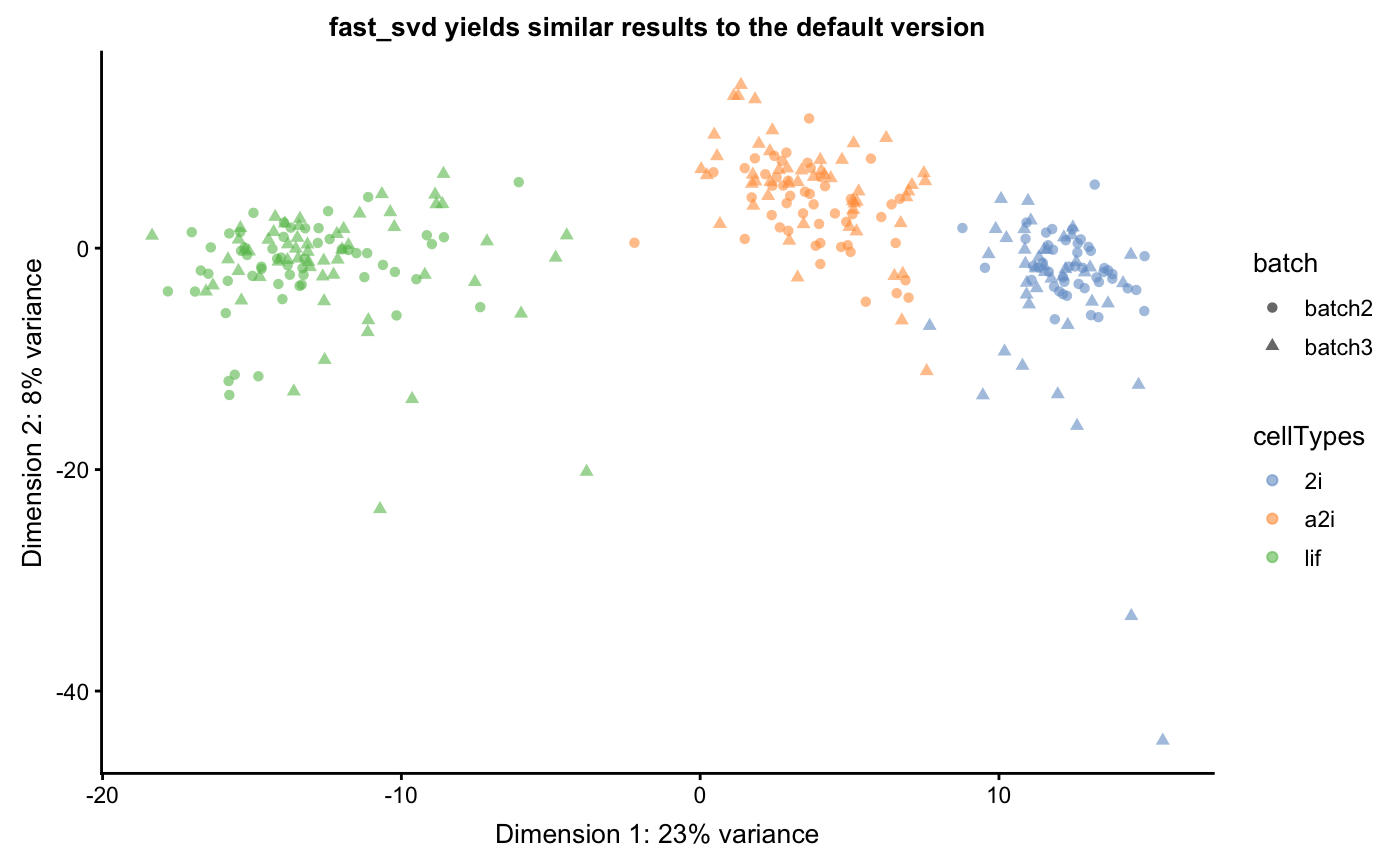 fast_svd yields similar results to the default version
Dimension 2: 8% variance
0
-20
-40
-20
-10
0
10
Dimension 1: 23% variance
batch
batch2
batch3
cellTypes
2i
a2i
lif